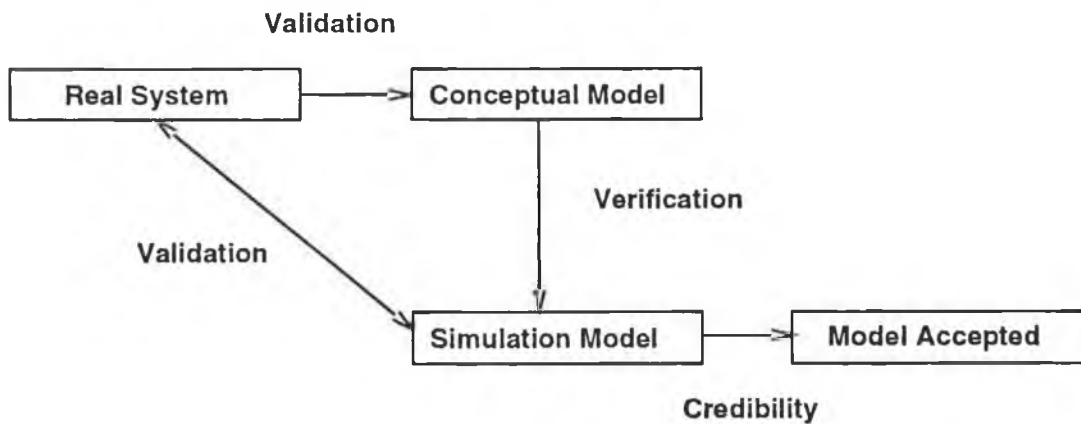 Validation
Real System
Conceptual Model
Verification
Validation
Simulation Model
Model Accepted
Credibility